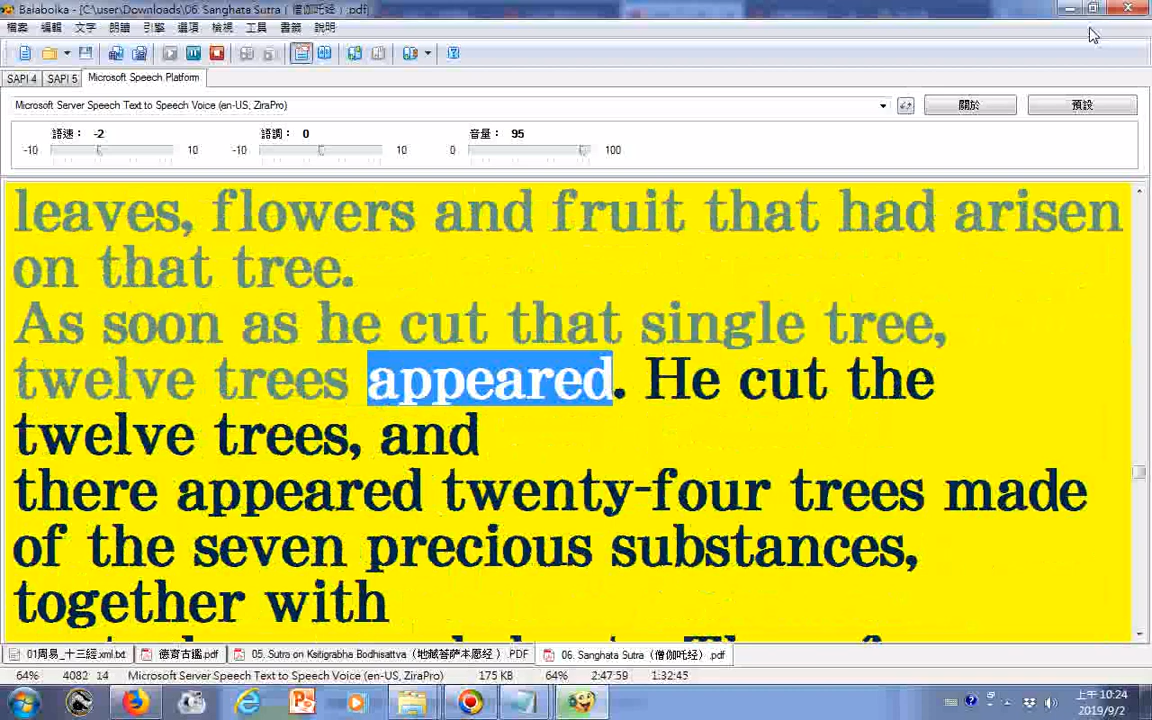 Balabolka - [C:\user\Downloads\06. Sanghata Sutra（僧伽吒经）.pdf]
檔案 編輯 文字 朗讀 引擎 選項 檢視 工具 書籤 說明
SAPI 4 SAPI 5 Microsoft Speech Platform
Microsoft Server Speech Text to Speech Voice (en-US, ZiraPro) 關於 預設
語速： -2 語調： 0 音量： 95
-10 10 -10 10 0 100
leaves, flowers and fruit that had arisen
on that tree.
As soon as he cut that single tree,
twelve trees appeared. He cut the
twelve trees, and
there appeared twenty-four trees made
of the seven precious substances,
together with
01周易_十三經.xml.txt 德育古鑑.pdf 05. Sutra on Ksitigrabha Bodhisattva（地藏菩萨本愿经）.PDF 06. Sanghata Sutra（僧伽吒经）.pdf
64% 4082 14 Microsoft Server Speech Text to Speech Voice (en-US, ZiraPro) 175 KB 64% 2:47:59 1:32:45
上午 10:24
2019/9/2